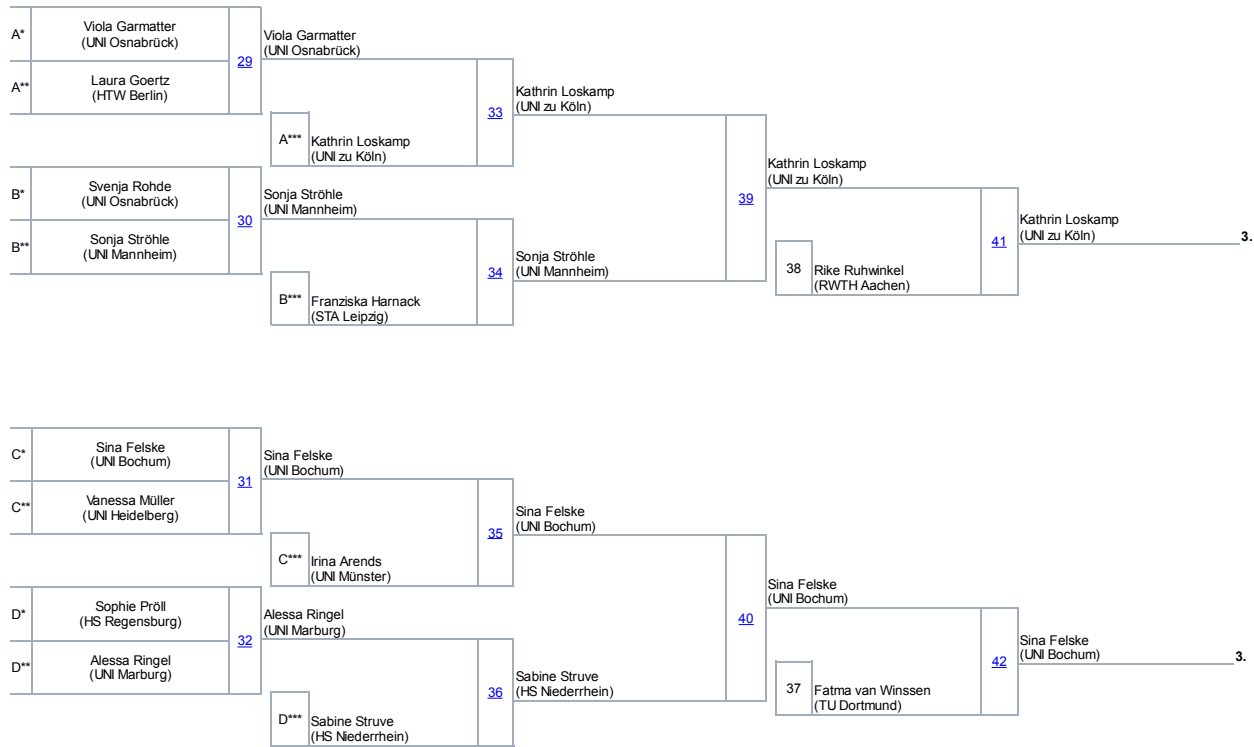 A*
Viola Garmatter
(UNI Osnabrück)
29
A**
Laura Goertz
(HTW Berlin)
Viola Garmatter
(UNI Osnabrück)
A***
Kathrin Loskamp
(UNI zu Köln)
33
Kathrin Loskamp
(UNI zu Köln)
B*
Svenja Rohde
(UNI Osnabrück)
30
B**
Sonja Ströhle
(UNI Mannheim)
Sonja Ströhle
(UNI Mannheim)
B***
Franziska Harnack
(STA Leipzig)
34
Sonja Ströhle
(UNI Mannheim)
39
Kathrin Loskamp
(UNI zu Köln)
38
Rike Ruhwinkel
(RWTH Aachen)
41
Kathrin Loskamp
(UNI zu Köln)
3.
C*
Sina Felske
(UNI Bochum)
31
C**
Vanessa Müller
(UNI Heidelberg)
Sina Felske
(UNI Bochum)
C***
Irina Arends
(UNI Münster)
35
Sina Felske
(UNI Bochum)
D*
Sophie Pröll
(HS Regensburg)
32
D**
Alessa Ringel
(UNI Marburg)
Alessa Ringel
(UNI Marburg)
D***
Sabine Struve
(HS Niederrhein)
36
Sabine Struve
(HS Niederrhein)
40
Sina Felske
(UNI Bochum)
37
Fatma van Winssen
(TU Dortmund)
42
Sina Felske
(UNI Bochum)
3.